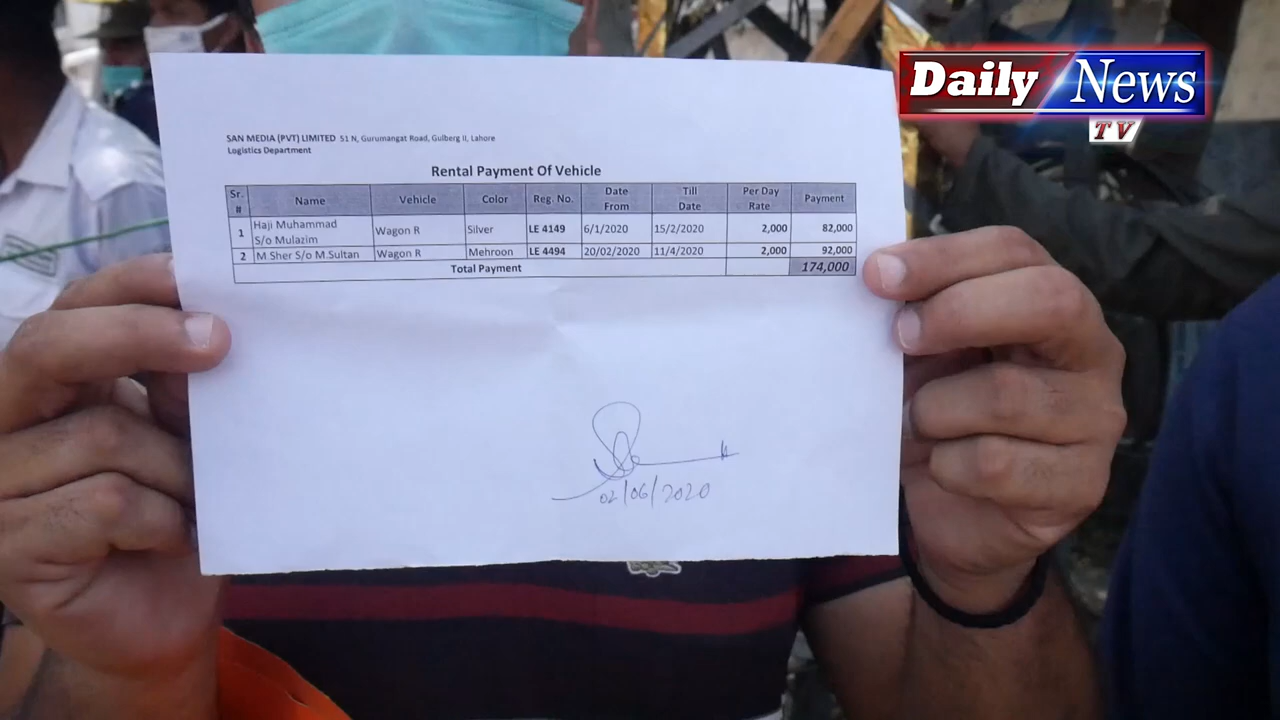 Daily News
TV
SAN MEDIA (PVT) LIMITED 51 N, Gurumangat Road, Gulberg II, Lahore
Logistics Department
Rental Payment Of Vehicle
Sr. # Name Vehicle Color Reg. No. Date From Till Date Per Day Rate Payment
1 Haji Muhammad S/o Mulazim Wagon R Silver LE 4149 6/1/2020 15/2/2020 2,000 82,000
2 M Sher S/o M.Sultan Wagon R Mehroon LE 4494 20/02/2020 11/4/2020 2,000 92,000
Total Payment 174,000
02/06/2020